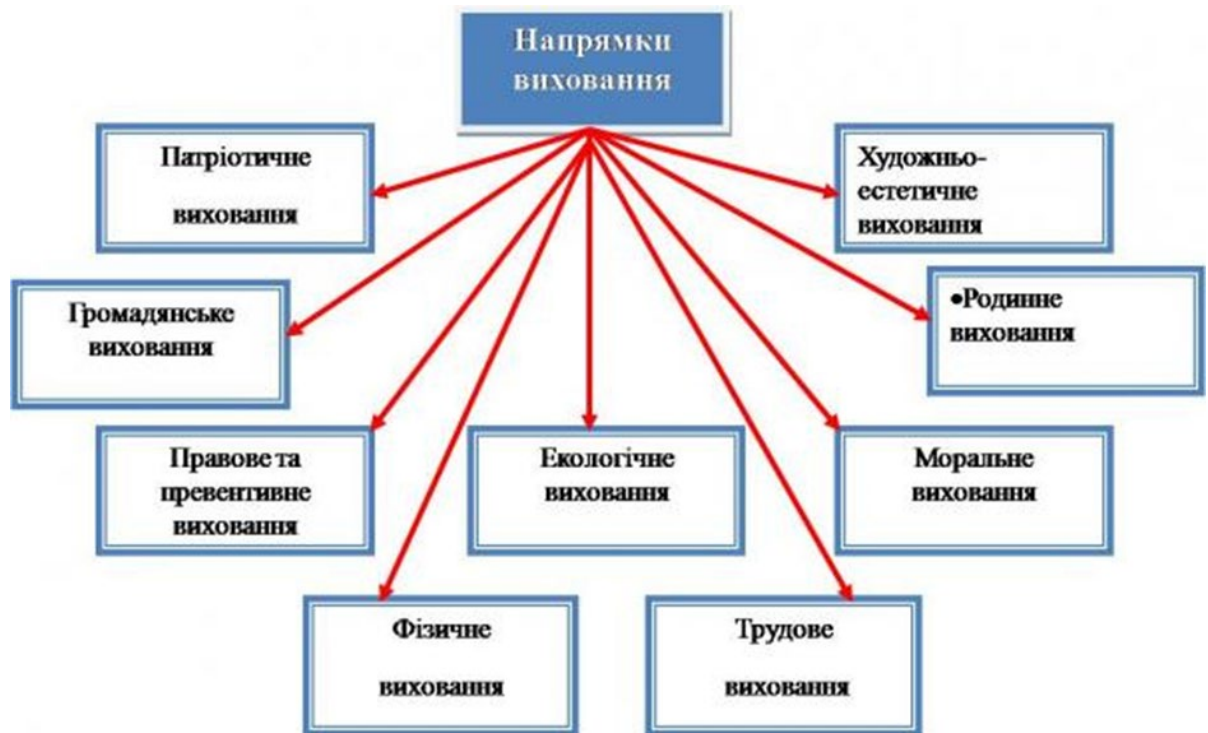 Напрямки
виховання
Патріотичне
виховання
Художньо-
естетичне
виховання
Громадянське
виховання
•Родинне
виховання
Правове та
превентивне
виховання
Екологічне
виховання
Моральне
виховання
Фізичне
виховання
Трудове
виховання